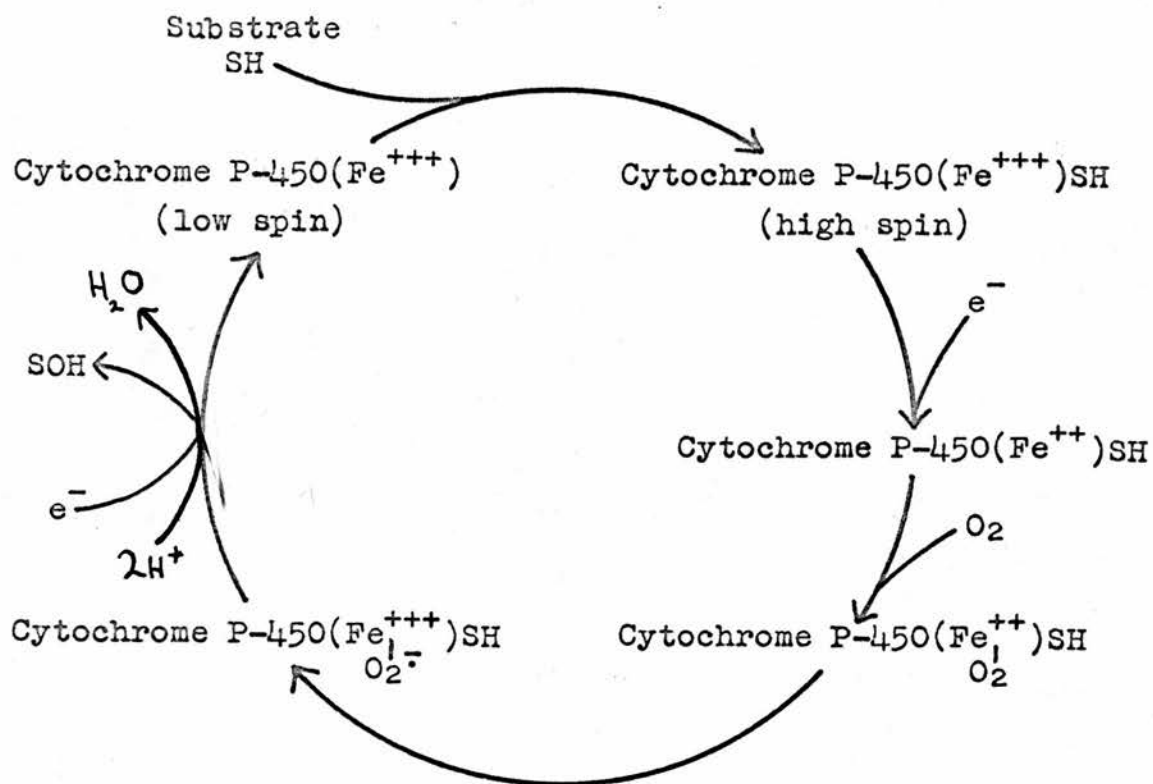 Substrate
SH
Cytochrome P-450(Fe+++)
(low spin)
Cytochrome P-450(Fe+++)SH
(high spin)
e-
Cytochrome P-450(Fe++)SH
O2
Cytochrome P-450(Fe++)SH
O2
Cytochrome P-450(Fe+++)SH
O2-
2H+
e-
SOH
H2O